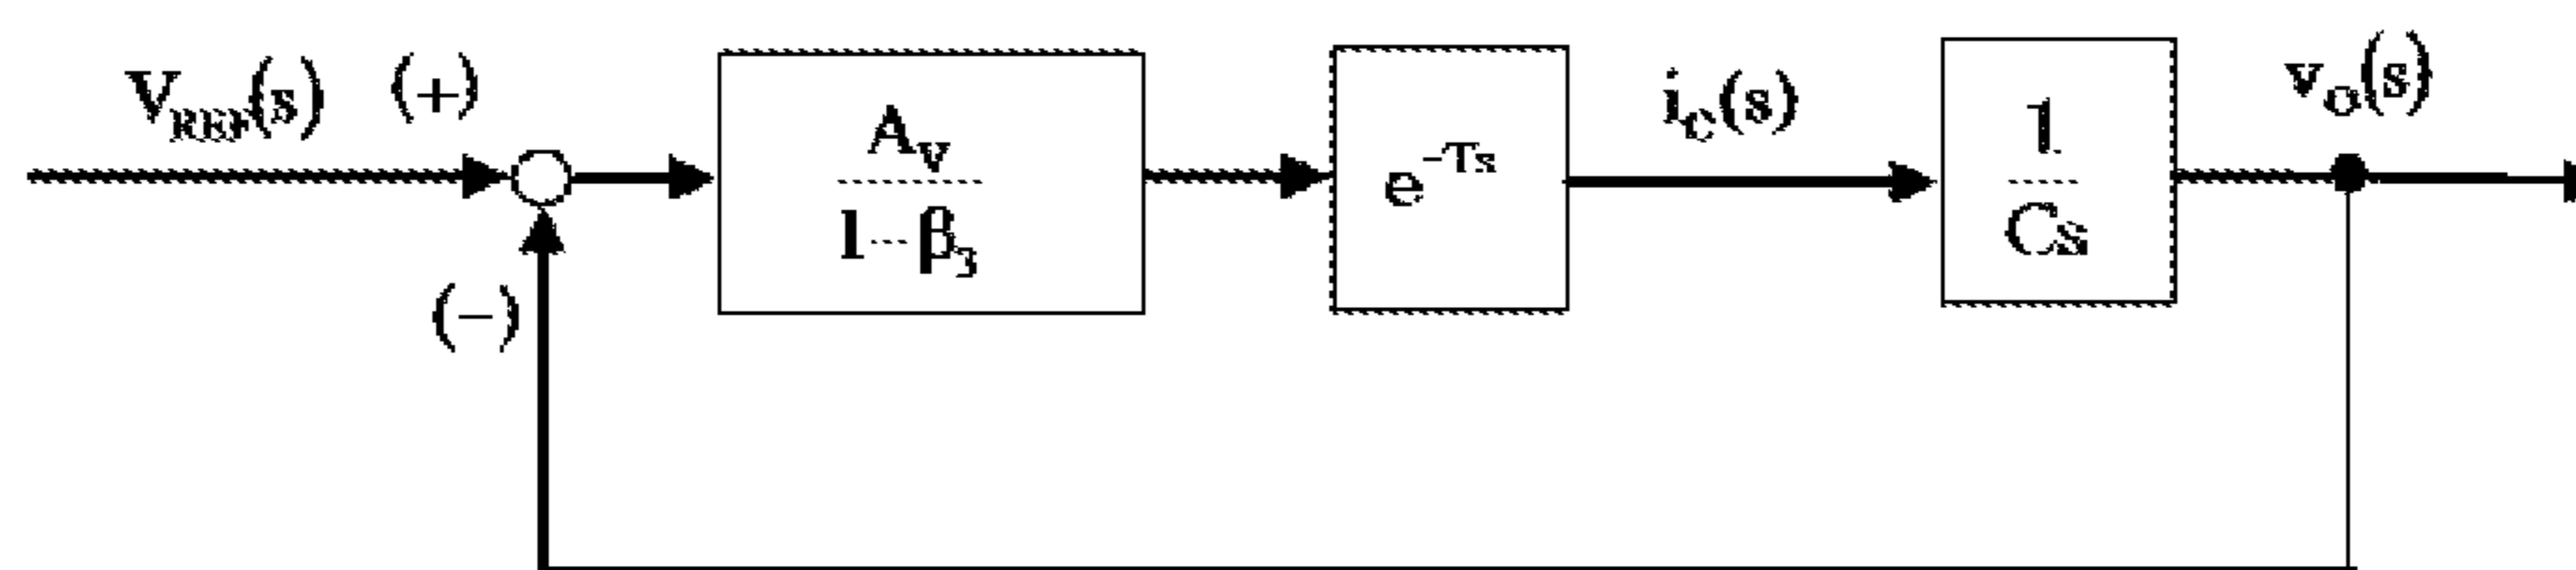 V_REF(s) (+)
A_v
1-β_3
e^-Ts
i_C(s)
1
Cs
v_O(s)
(−)